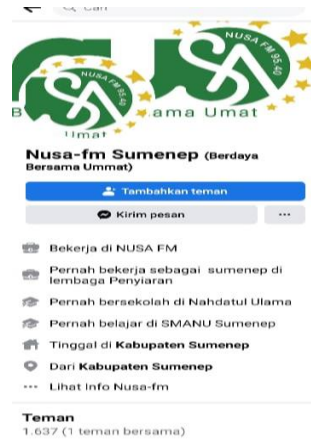 Cari
NUSA FM 95.40
NUSA FM 95.40
B
ama Umat
Umat
Nusa-fm Sumenep (Berdaya
Bersama Ummat)
Tambahkan teman
Kirim pesan
Bekerja di NUSA FM
Pernah bekerja sebagai sumenep di
lembaga Penyiaran
Pernah bersekolah di Nahdatul Ulama
Pernah belajar di SMANU Sumenep
Tinggal di Kabupaten Sumenep
Dari Kabupaten Sumenep
Lihat Info Nusa-fm
Teman
1.637 (1 teman bersama)